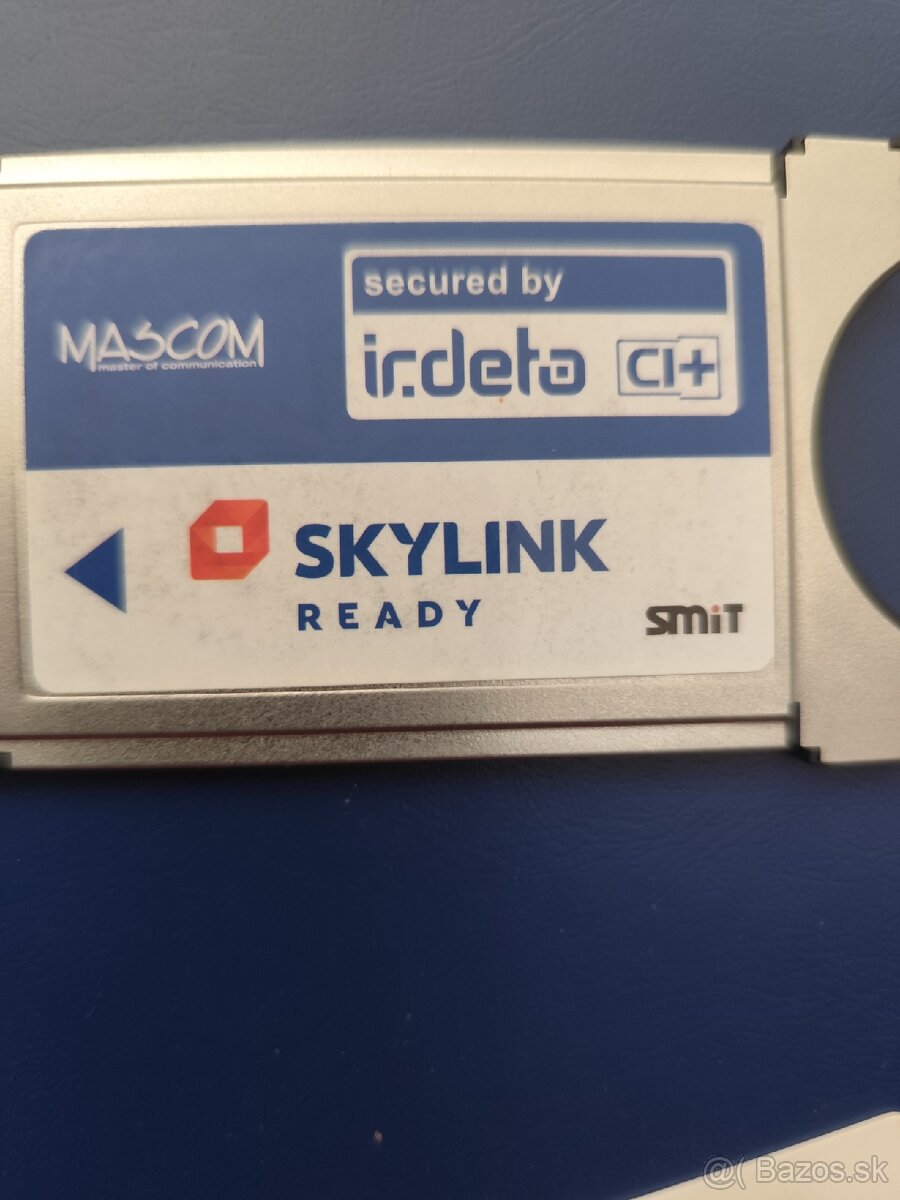 MASCOM
master of communication
secured by
irdeto CI+
SKYLINK
READY
SMiT
@( Bazos.sk